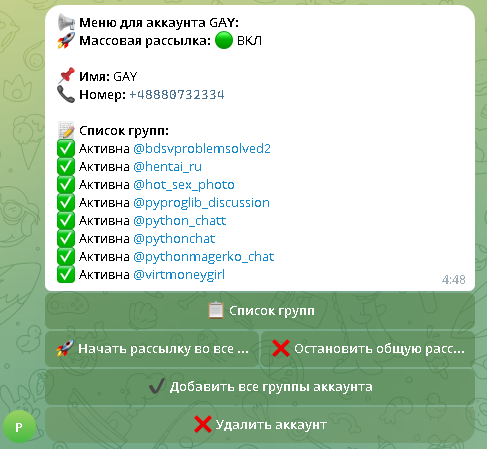 📢 Меню для аккаунта GAY:
🚀 Массовая рассылка: 🟢 ВКЛ
📌 Имя: GAY
📞 Номер: +48880732334
📝 Список групп:
✅ Активна @bdsvproblemsolved2
✅ Активна @hentai_ru
✅ Активна @hot_sex_photo
✅ Активна @pyproglib_discussion
✅ Активна @python_chatt
✅ Активна @pythonchat
✅ Активна @pythonmagerko_chat
✅ Активна @virtmoneygirl
4:48
📋 Список групп
🚀 Начать рассылку во все ...
❌ Остановить общую расс...
✔ Добавить все группы аккаунта
P
❌ Удалить аккаунт